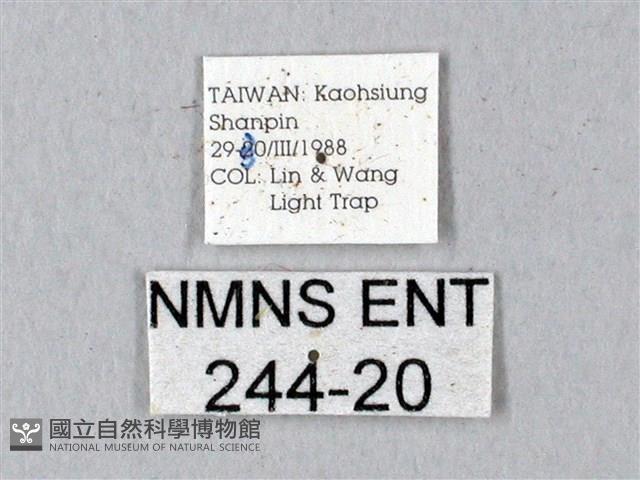 TAIWAN: Kaohsiung
Shanpin
29-30/III/1988
COL: Lin & Wang
Light Trap
NMNS ENT
244-20
國立自然科學博物館
NATIONAL MUSEUM OF NATURAL SCIENCE